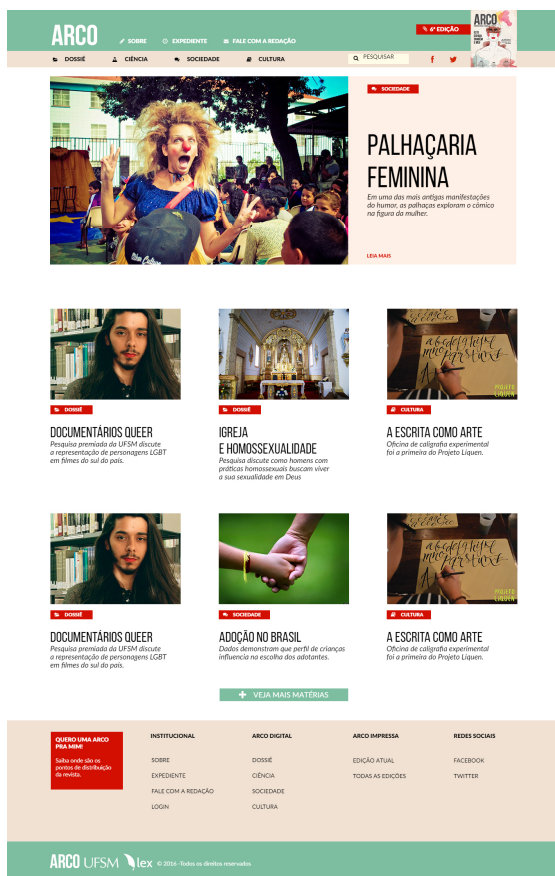 ARCO
SOBRE
EXPEDIENTE
FALE COM A REDAÇÃO
6ª EDIÇÃO
ARCO
DOSSIÊ
CIÊNCIA
SOCIEDADE
CULTURA
PESQUISAR
SOCIEDADE
PALHAÇARIA
FEMININA
Em uma das mais antigas manifestações
do humor, as palhaças exploram o cômico
na figura da mulher.
LEIA MAIS
DOSSIÊ
DOCUMENTÁRIOS QUEER
Pesquisa premiada da UFSM discute
a representação de personagens LGBT
em filmes do sul do país.
DOSSIÊ
IGREJA
E HOMOSSEXUALIDADE
Pesquisa discute como homens com
práticas homossexuais buscam viver
a sua sexualidade em Deus
PROJETO
LIQUEN
CULTURA
A ESCRITA COMO ARTE
Oficina de caligrafia experimental
foi a primeira do Projeto Liquen.
DOSSIÊ
DOCUMENTÁRIOS QUEER
Pesquisa premiada da UFSM discute
a representação de personagens LGBT
em filmes do sul do país.
SOCIEDADE
ADOÇÃO NO BRASIL
Dados demonstram que perfil de crianças
influencia na escolha dos adotantes.
PROJETO
LIQUEN
CULTURA
A ESCRITA COMO ARTE
Oficina de caligrafia experimental
foi a primeira do Projeto Liquen.
VEJA MAIS MATÉRIAS
QUERO UMA ARCO
PRA MIM!
Saiba onde são os
pontos de distribuição
da revista.
INSTITUCIONAL
SOBRE
EXPEDIENTE
FALE COM A REDAÇÃO
LOGIN
ARCO DIGITAL
DOSSIÊ
CIÊNCIA
SOCIEDADE
CULTURA
ARCO IMPRESSA
EDIÇÃO ATUAL
TODAS AS EDIÇÕES
REDES SOCIAIS
FACEBOOK
TWITTER
ARCO UFSM lex © 2016 -Todos os direitos reservados